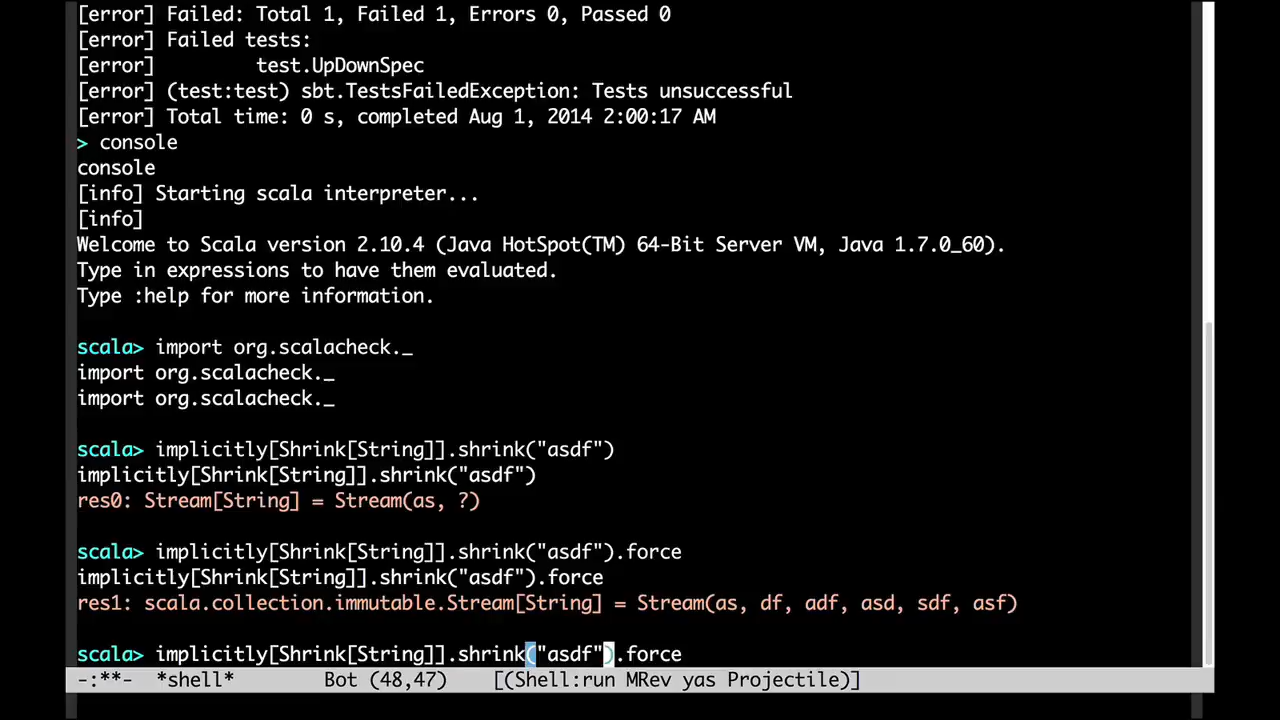 [error] Failed: Total 1, Failed 1, Errors 0, Passed 0
[error] Failed tests:
[error]         test.UpDownSpec
[error] (test:test) sbt.TestsFailedException: Tests unsuccessful
[error] Total time: 0 s, completed Aug 1, 2014 2:00:17 AM
> console
console
[info] Starting scala interpreter...
[info]
Welcome to Scala version 2.10.4 (Java HotSpot(TM) 64-Bit Server VM, Java 1.7.0_60).
Type in expressions to have them evaluated.
Type :help for more information.
scala> import org.scalacheck._
import org.scalacheck._
import org.scalacheck._
scala> implicitly[Shrink[String]].shrink("asdf")
implicitly[Shrink[String]].shrink("asdf")
res0: Stream[String] = Stream(as, ?)
scala> implicitly[Shrink[String]].shrink("asdf").force
implicitly[Shrink[String]].shrink("asdf").force
res1: scala.collection.immutable.Stream[String] = Stream(as, df, adf, asd, sdf, asf)
scala> implicitly[Shrink[String]].shrink("asdf").force
-:**-  *shell*        Bot (48,47)     [(Shell:run MRev yas Projectile)]